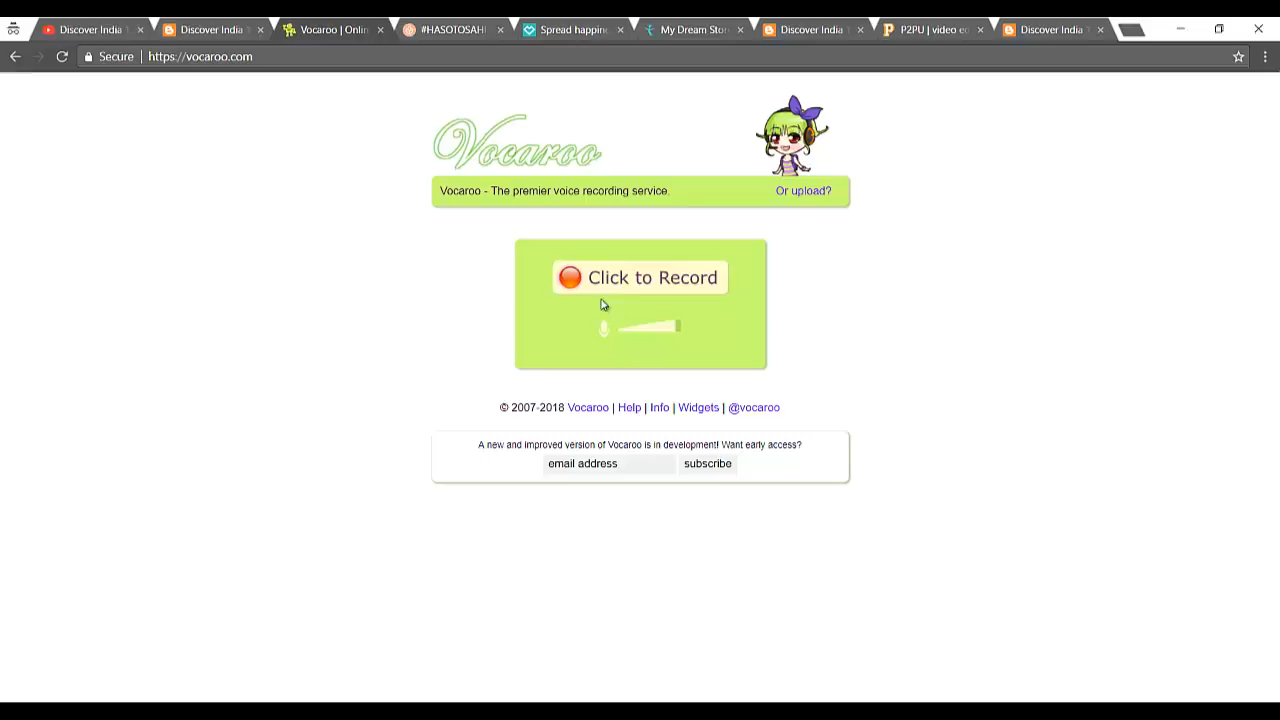 Discover India T
Discover India T
Vocaroo | Onlin
#HASOTOSAHI
Spread happin
My Dream Stor
Discover India T
P2PU | video ed
Discover India T
Secure | https://vocaroo.com
Vocaroo
Vocaroo - The premier voice recording service. Or upload?
Click to Record
© 2007-2018 Vocaroo | Help | Info | Widgets | @vocaroo
A new and improved version of Vocaroo is in development! Want early access?
email address subscribe